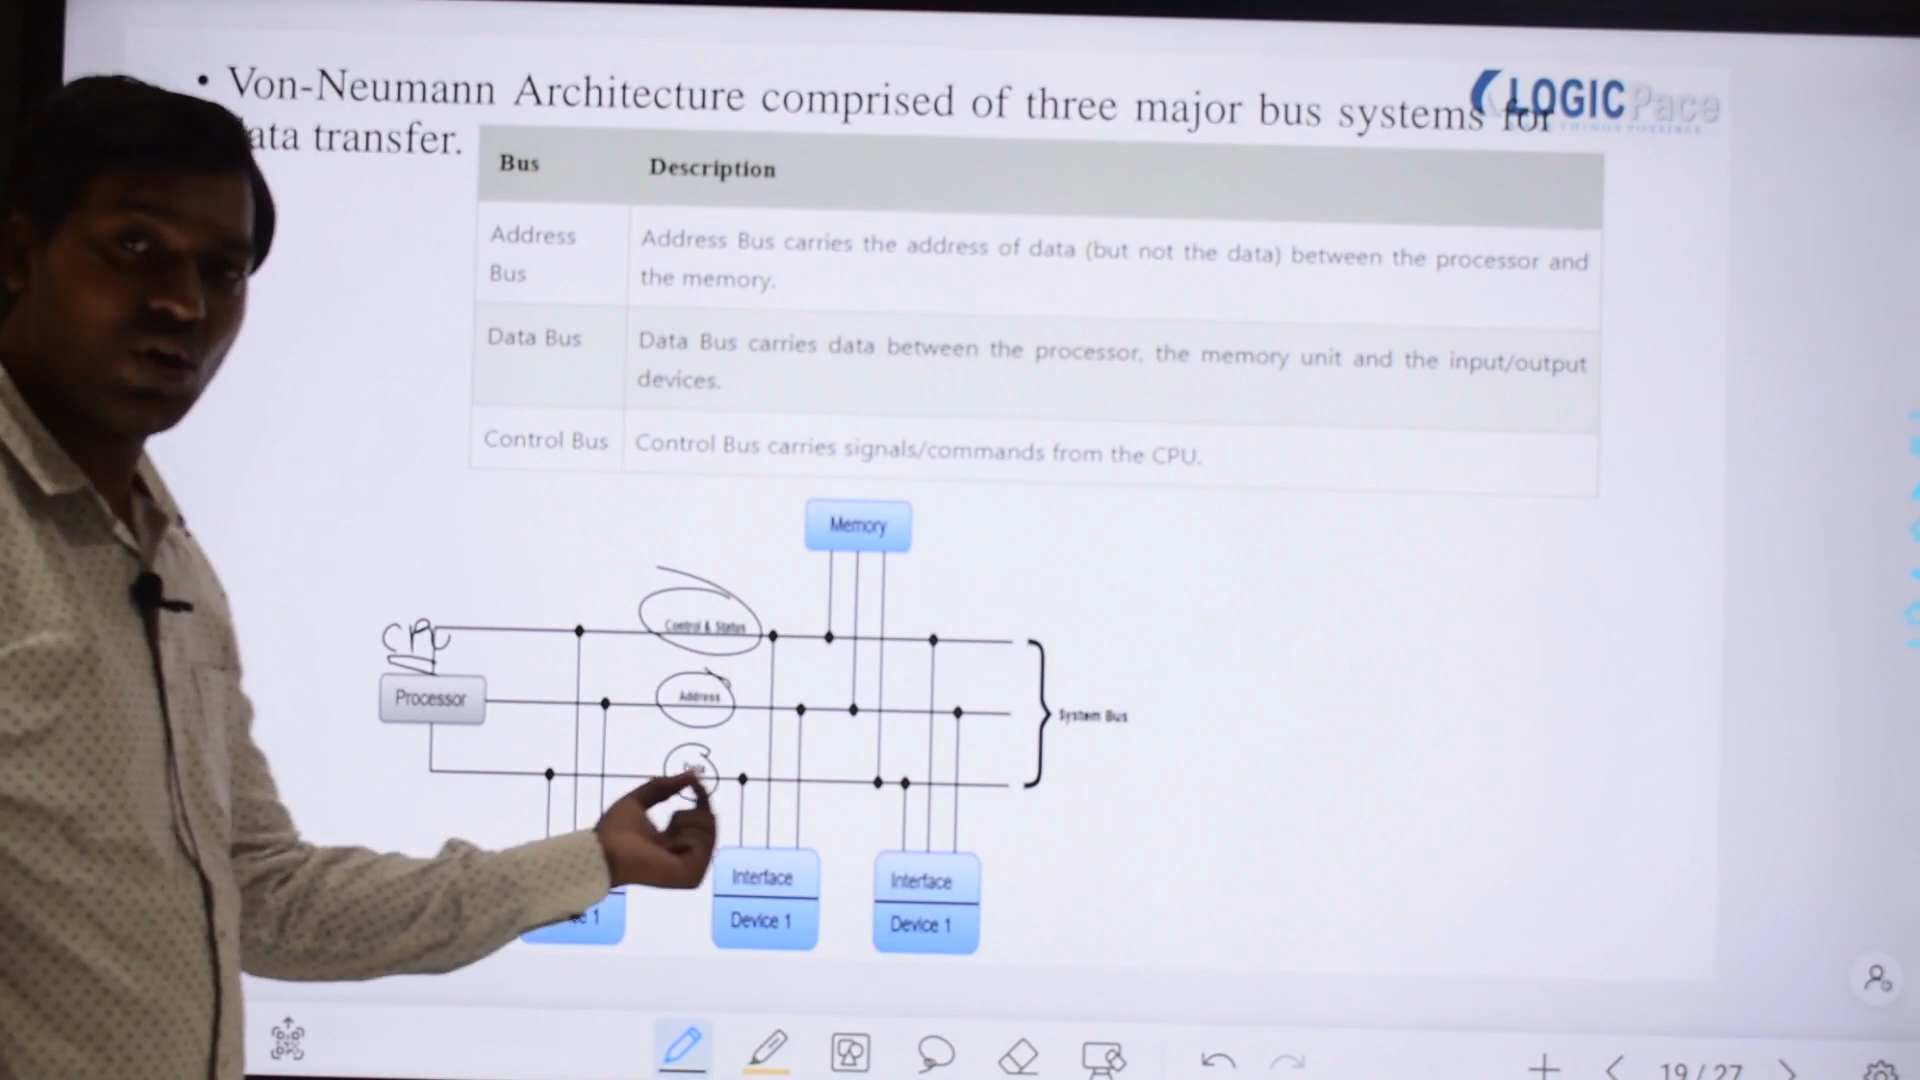 • Von-Neumann Architecture comprised of three major bus systems for
ata transfer.
LOGIC Pace
Bus Description
Address Bus
Address Bus carries the address of data (but not the data) between the processor and
the memory.
Data Bus
Data Bus carries data between the processor, the memory unit and the input/output
devices.
Control Bus
Control Bus carries signals/commands from the CPU.
Memory
CPU
Control & Status
Processor
Address
System Bus
Data
Interface
Interface
e 1
Device 1
Device 1
19/27